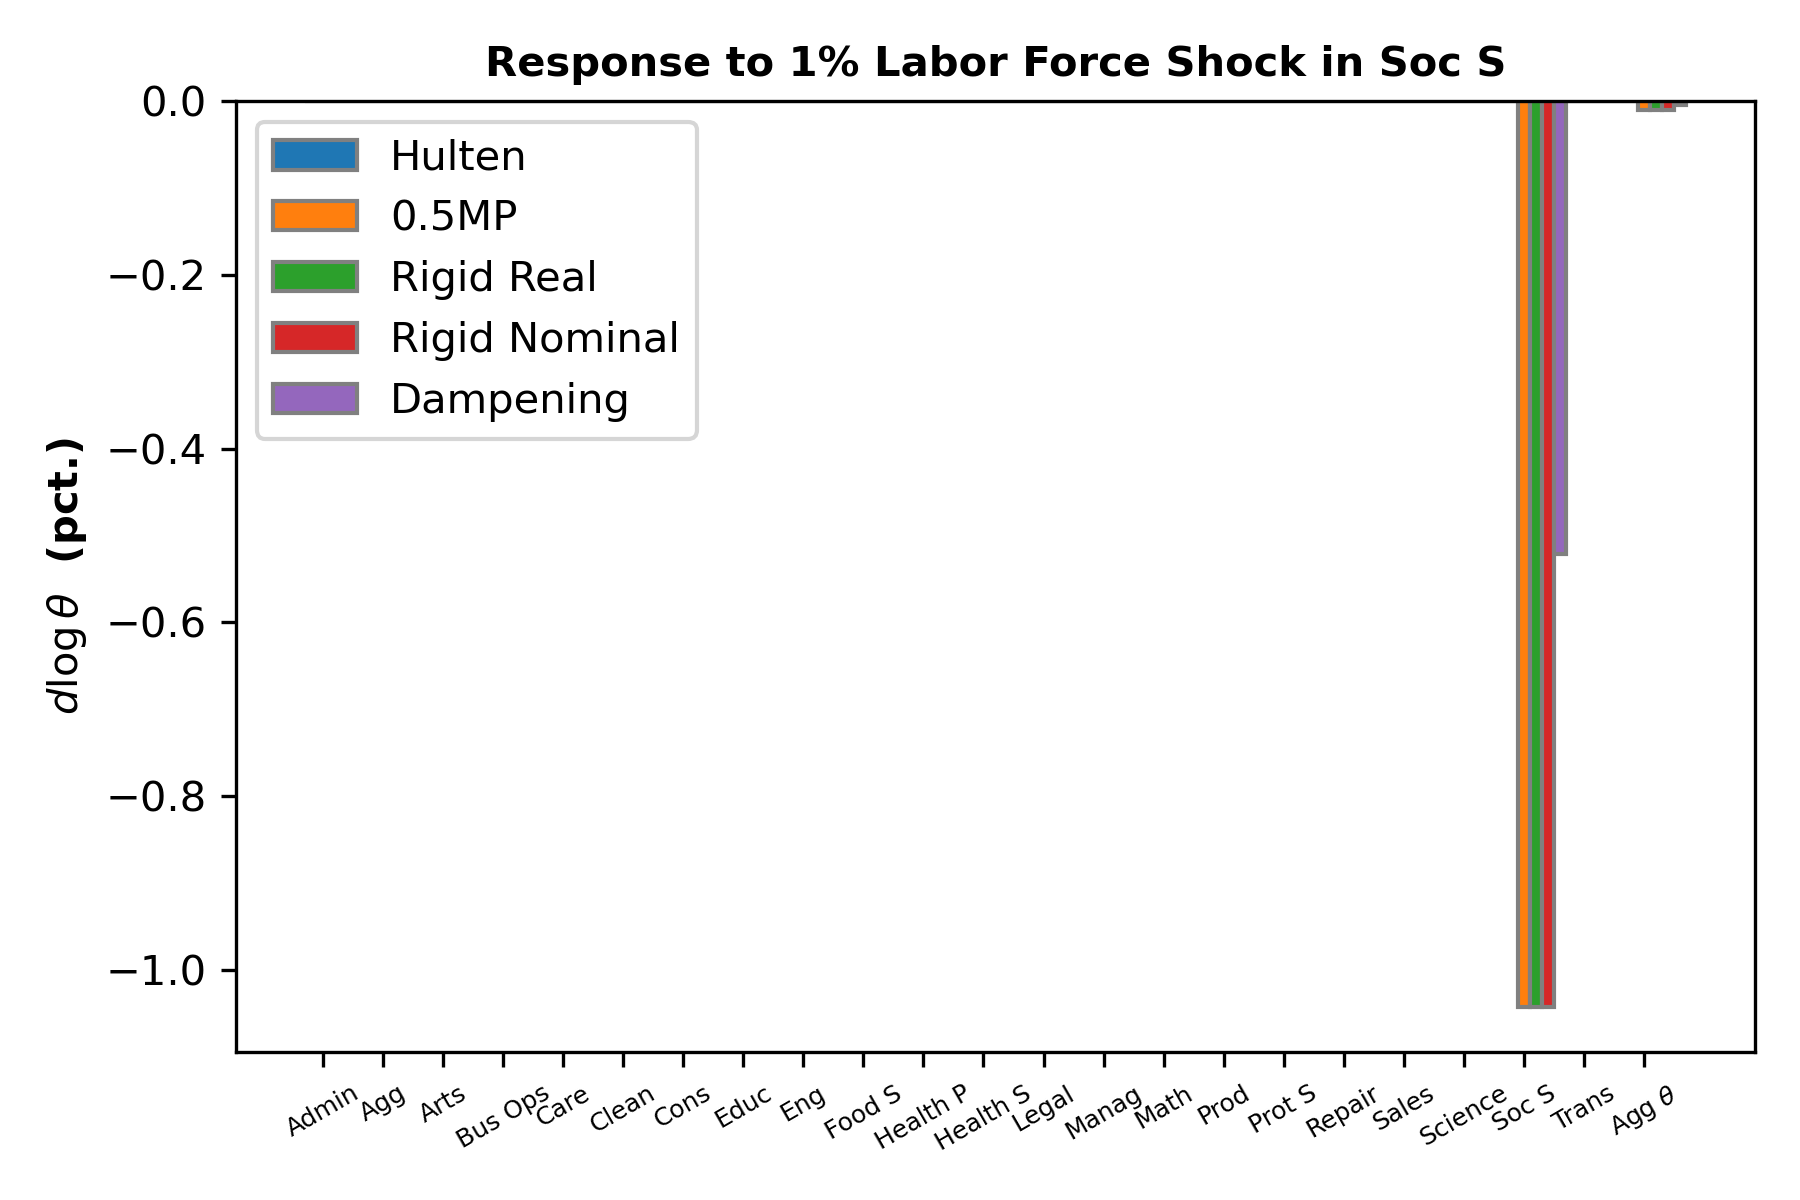 Response to 1% Labor Force Shock in Soc S
0.0
−0.2
−0.4
−0.6
−0.8
−1.0
d log θ (pct.)
Hulten
0.5MP
Rigid Real
Rigid Nominal
Dampening
Admin
Agg
Arts
Bus Ops
Care
Clean
Cons
Educ
Eng
Food S
Health P
Health S
Legal
Manag
Math
Prod
Prot S
Repair
Sales
Science
Soc S
Trans
Agg θ